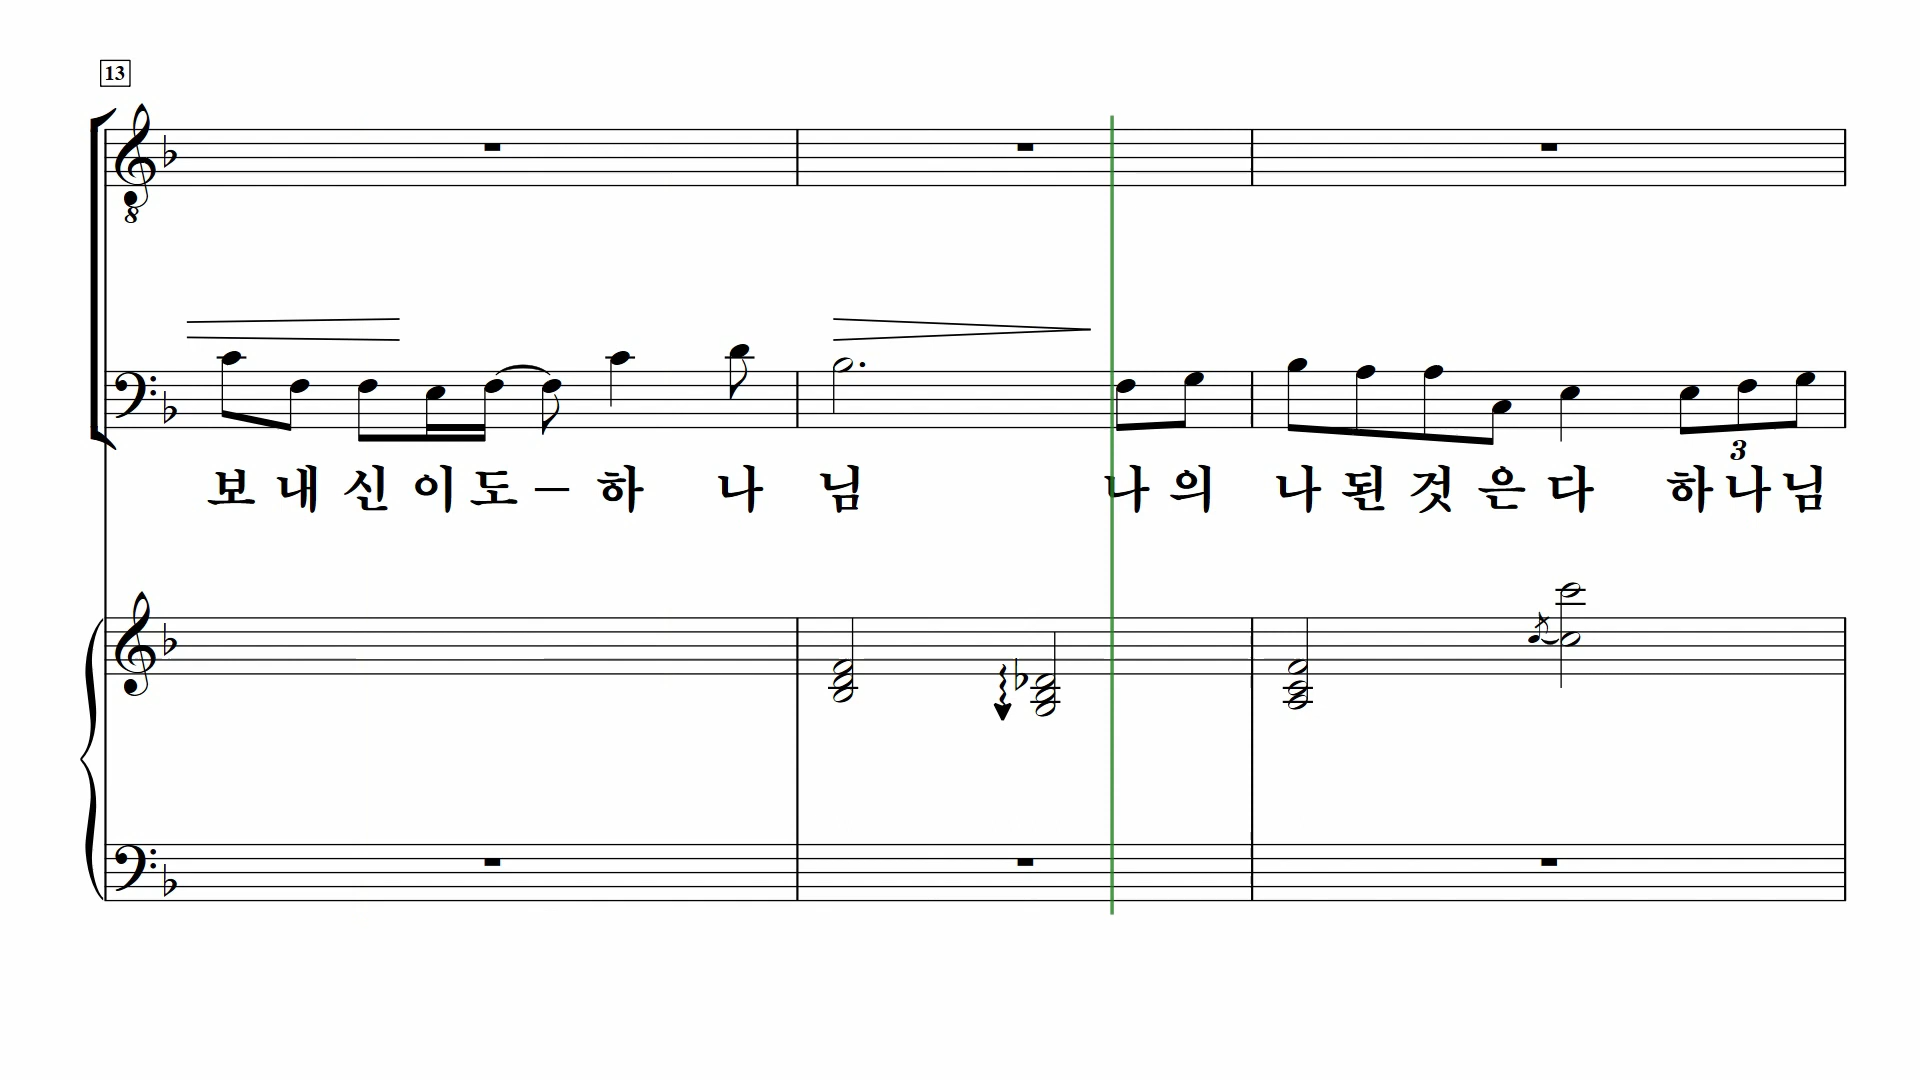 13
8
보 내 신 이 도 – 하 나 님 나 의 나 된 것 은 다 하 나 님
3